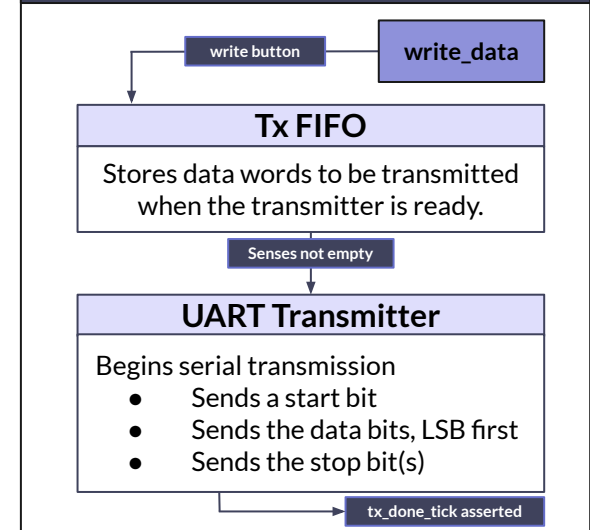 write button
write_data
Tx FIFO
Stores data words to be transmitted
when the transmitter is ready.
Senses not empty
UART Transmitter
Begins serial transmission
● Sends a start bit
● Sends the data bits, LSB first
● Sends the stop bit(s)
tx_done_tick asserted